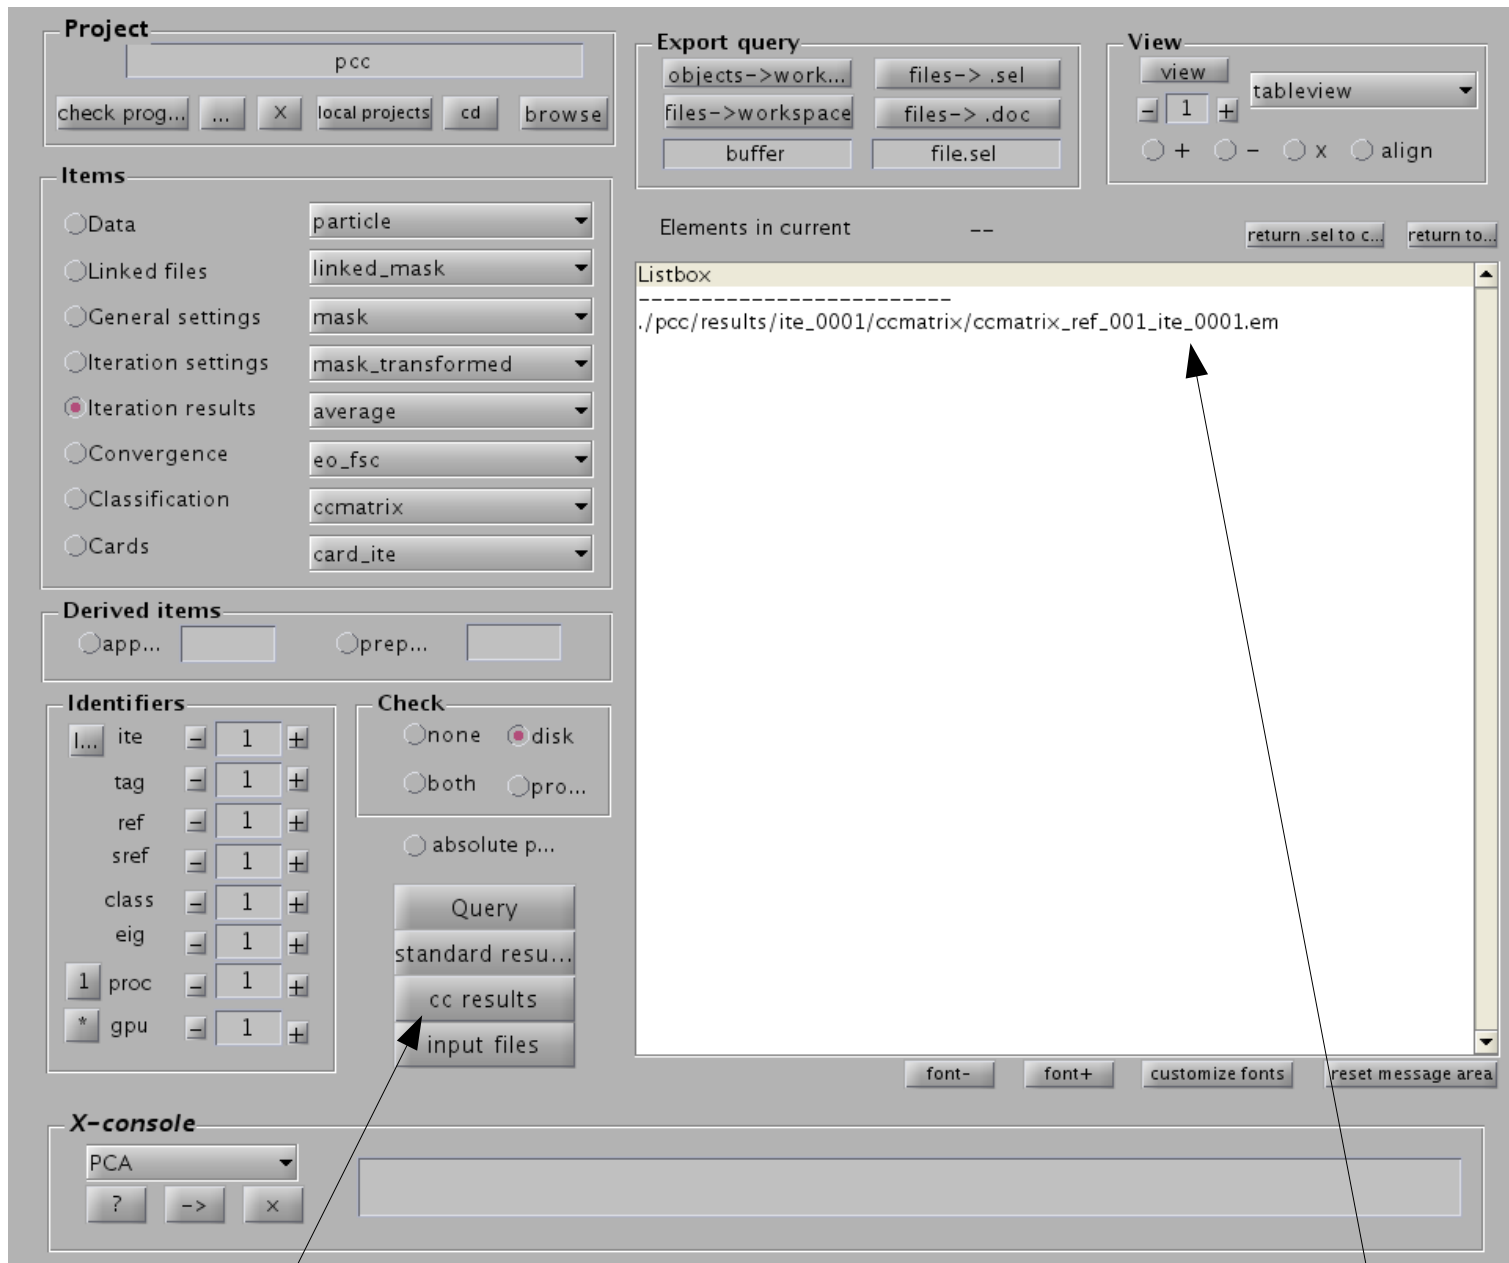 Project
pcc
check prog... ... X local projects cd browse
Export query
objects->work... files-> .sel
files->workspace files-> .doc
buffer file.sel
View
view tableview
- 1 +
+ - x align
Items
Data particle
Linked files linked_mask
General settings mask
Iteration settings mask_transformed
Iteration results average
Convergence eo_fsc
Classification ccmatrix
Cards card_ite
Elements in current -- return .sel to c... return to...
Listbox
-------------------------
./pcc/results/ite_0001/ccmatrix/ccmatrix_ref_001_ite_0001.em
Derived items
app... prep...
Identifiers
I... ite - 1 +
tag - 1 +
ref - 1 +
sref - 1 +
class - 1 +
eig - 1 +
1 proc - 1 +
* gpu - 1 +
Check
none disk
both pro...
absolute p...
Query
standard resu...
cc results
input files
font- font+ customize fonts reset message area
X-console
PCA
? -> x